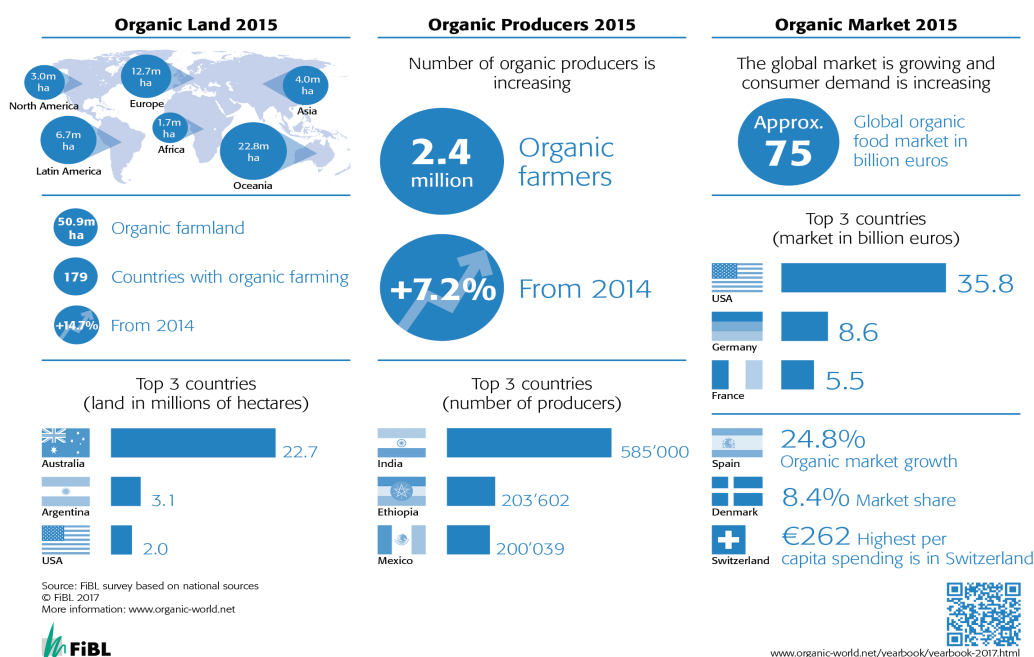 Organic Land 2015
3.0m
ha
North America
12.7m
ha
Europe
4.0m
ha
Asia
6.7m
ha
Latin America
1.7m
ha
Africa
22.8m
ha
Oceania
50.9m
ha
Organic farmland
179
Countries with organic farming
+14.7%
From 2014
Top 3 countries
(land in millions of hectares)
Australia
22.7
Argentina
3.1
USA
2.0
Source: FiBL survey based on national sources
© FiBL 2017
More information: www.organic-world.net
FiBL
Organic Producers 2015
Number of organic producers is
increasing
2.4
million
Organic
farmers
+7.2%
From 2014
Top 3 countries
(number of producers)
India
585’000
Ethiopia
203’602
Mexico
200’039
Organic Market 2015
The global market is growing and
consumer demand is increasing
Approx.
75
Global organic
food market in
billion euros
Top 3 countries
(market in billion euros)
USA
35.8
Germany
8.6
France
5.5
Spain
24.8%
Organic market growth
Denmark
8.4% Market share
Switzerland
€262 Highest per
capita spending is in Switzerland
www.organic-world.net/yearbook/yearbook-2017.html